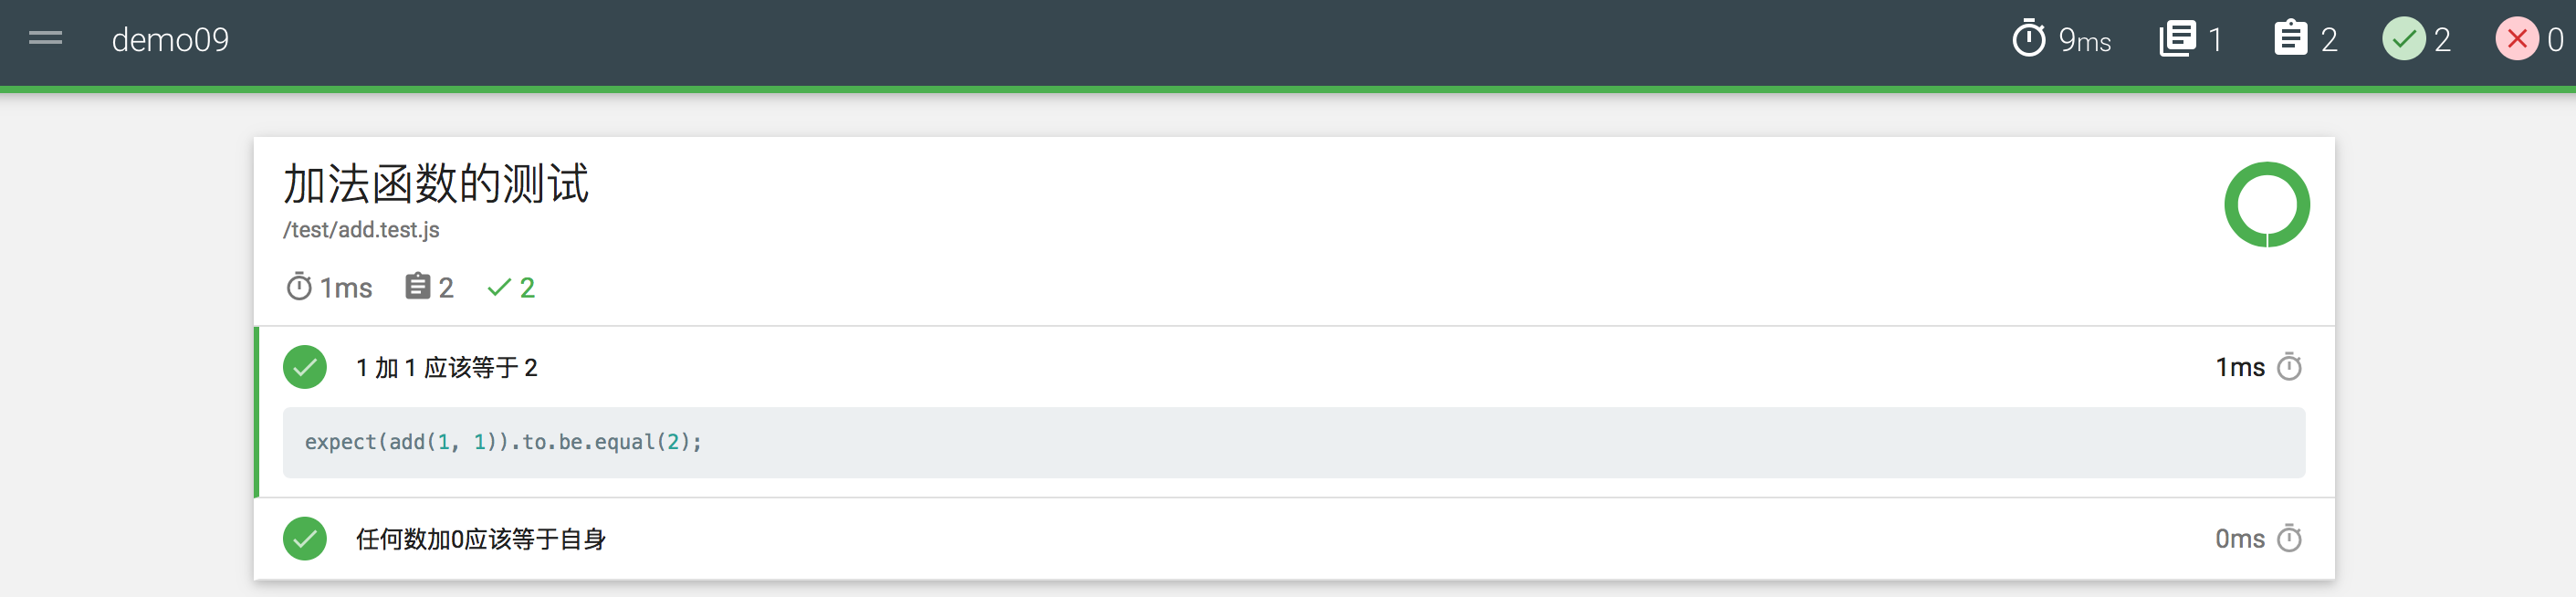 demo09 9ms 1 2 2 0
加法函数的测试
/test/add.test.js
1ms 2 2
1 加 1 应该等于 2 1ms
expect(add(1, 1)).to.be.equal(2);
任何数加0应该等于自身 0ms